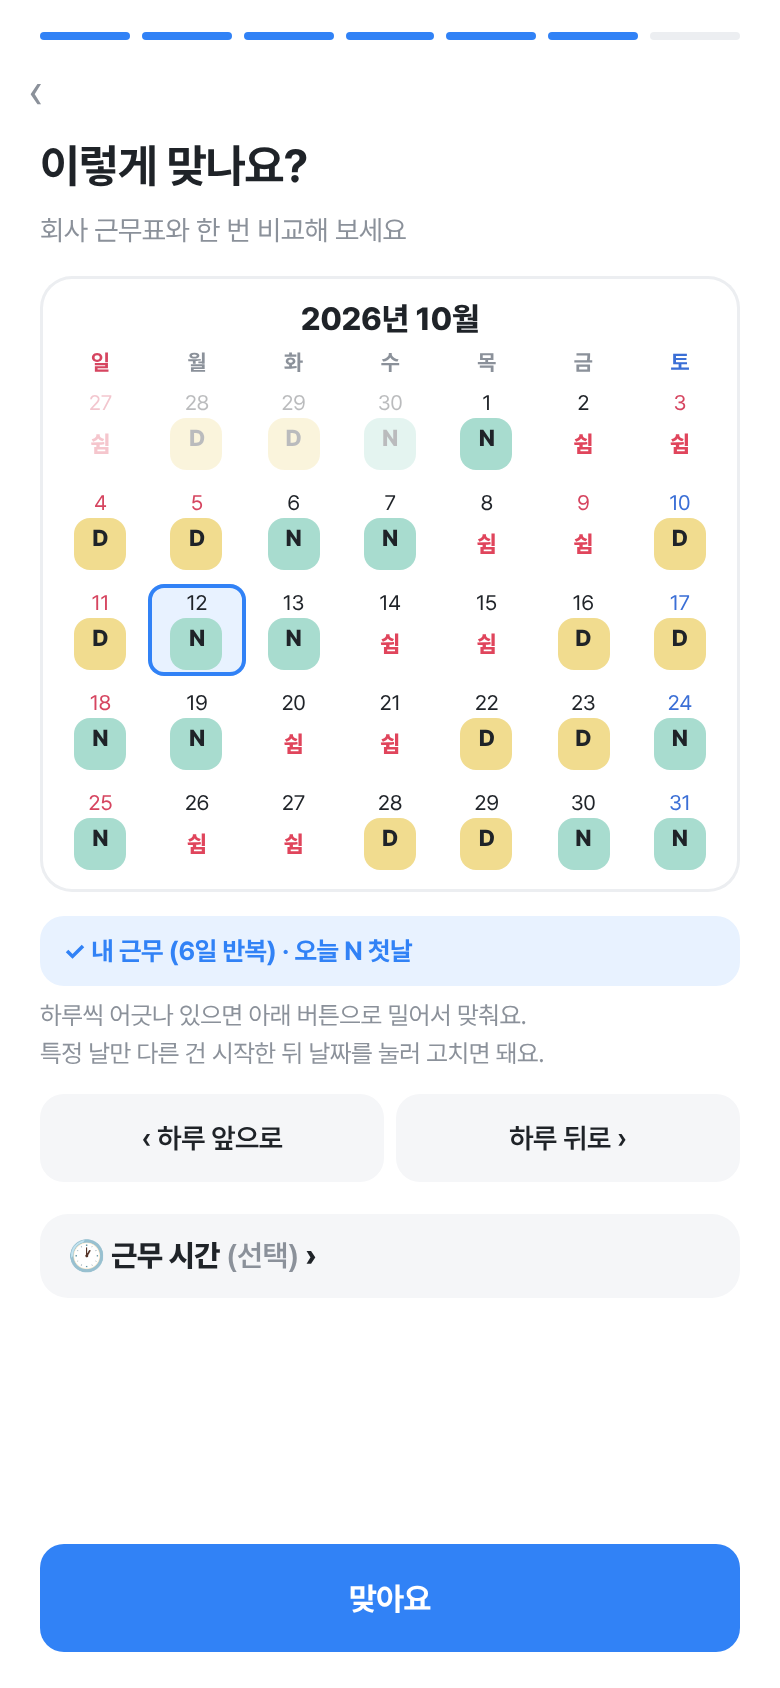 ‹
이렇게 맞나요?
회사 근무표와 한 번 비교해 보세요
2026년 10월
일 월 화 수 목 금 토
27 28 29 30 1 2 3
쉼 D D N N 쉼 쉼
4 5 6 7 8 9 10
D D N N 쉼 쉼 D
11 12 13 14 15 16 17
D N N 쉼 쉼 D D
18 19 20 21 22 23 24
N N 쉼 쉼 D D N
25 26 27 28 29 30 31
N 쉼 쉼 D D N N
✓ 내 근무 (6일 반복) · 오늘 N 첫날
하루씩 어긋나 있으면 아래 버튼으로 밀어서 맞춰요.
특정 날만 다른 건 시작한 뒤 날짜를 눌러 고치면 돼요.
‹ 하루 앞으로 하루 뒤로 ›
🕐 근무 시간 (선택) ›
맞아요